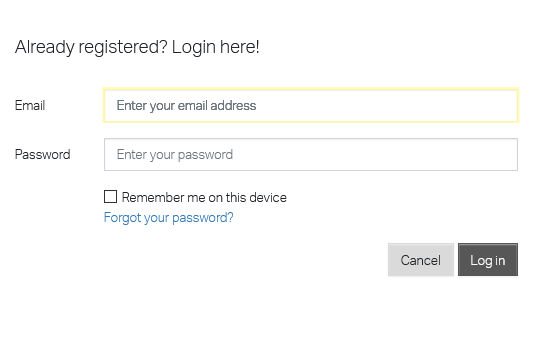 Already registered? Login here!
Email
Enter your email address
Password
Enter your password
Remember me on this device
Forgot your password?
Cancel
Log in